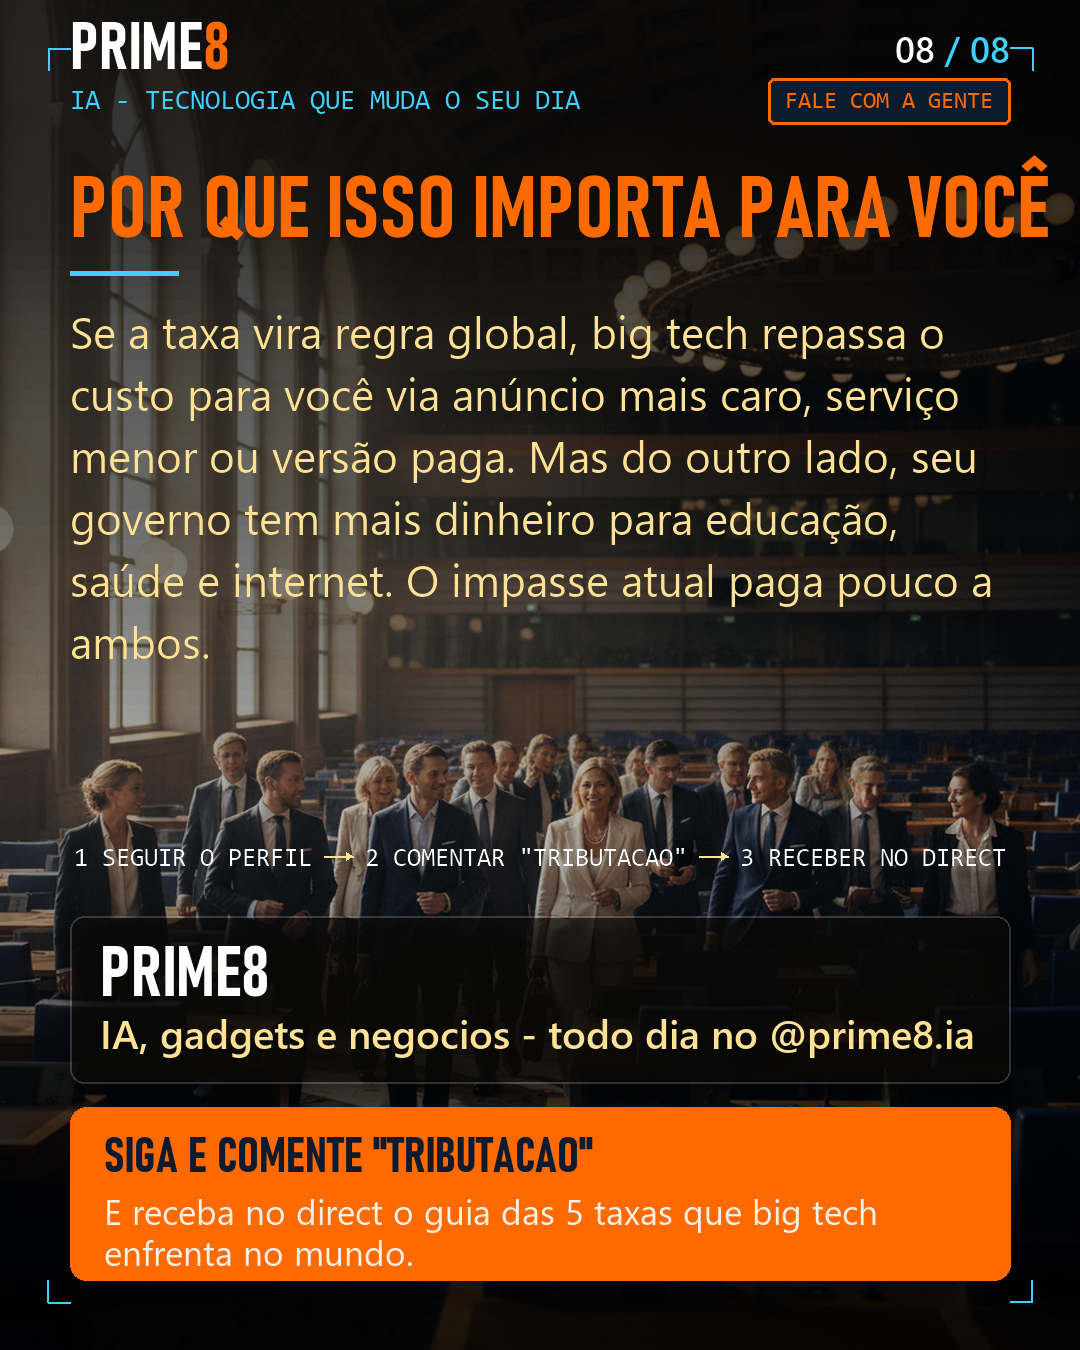 PRIME8
08 / 08
IA - TECNOLOGIA QUE MUDA O SEU DIA
FALE COM A GENTE
POR QUE ISSO IMPORTA PARA VOCÊ
Se a taxa vira regra global, big tech repassa o
custo para você via anúncio mais caro, serviço
menor ou versão paga. Mas do outro lado, seu
governo tem mais dinheiro para educação,
saúde e internet. O impasse atual paga pouco a
ambos.
1 SEGUIR O PERFIL → 2 COMENTAR "TRIBUTACAO" → 3 RECEBER NO DIRECT
PRIME8
IA, gadgets e negocios - todo dia no @prime8.ia
SIGA E COMENTE "TRIBUTACAO"
E receba no direct o guia das 5 taxas que big tech
enfrenta no mundo.